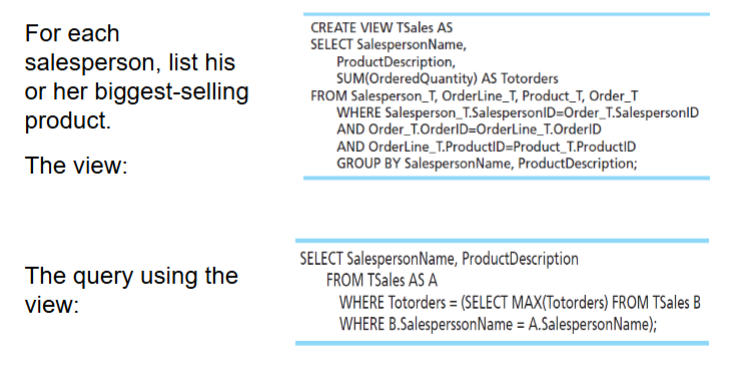 For each
salesperson, list his
or her biggest-selling
product.
The view:
CREATE VIEW TSales AS
SELECT SalespersonName,
ProductDescription,
SUM(OrderedQuantity) AS Totorders
FROM Salesperson_T, OrderLine_T, Product_T, Order_T
WHERE Salesperson_T.SalespersonID=Order_T.SalespersonID
AND Order_T.OrderID=OrderLine_T.OrderID
AND OrderLine_T.ProductID=Product_T.ProductID
GROUP BY SalespersonName, ProductDescription;
The query using the
view:
SELECT SalespersonName, ProductDescription
FROM TSales AS A
WHERE Totorders = (SELECT MAX(Totorders) FROM TSales B
WHERE B.SalesperssonName = A.SalespersonName);